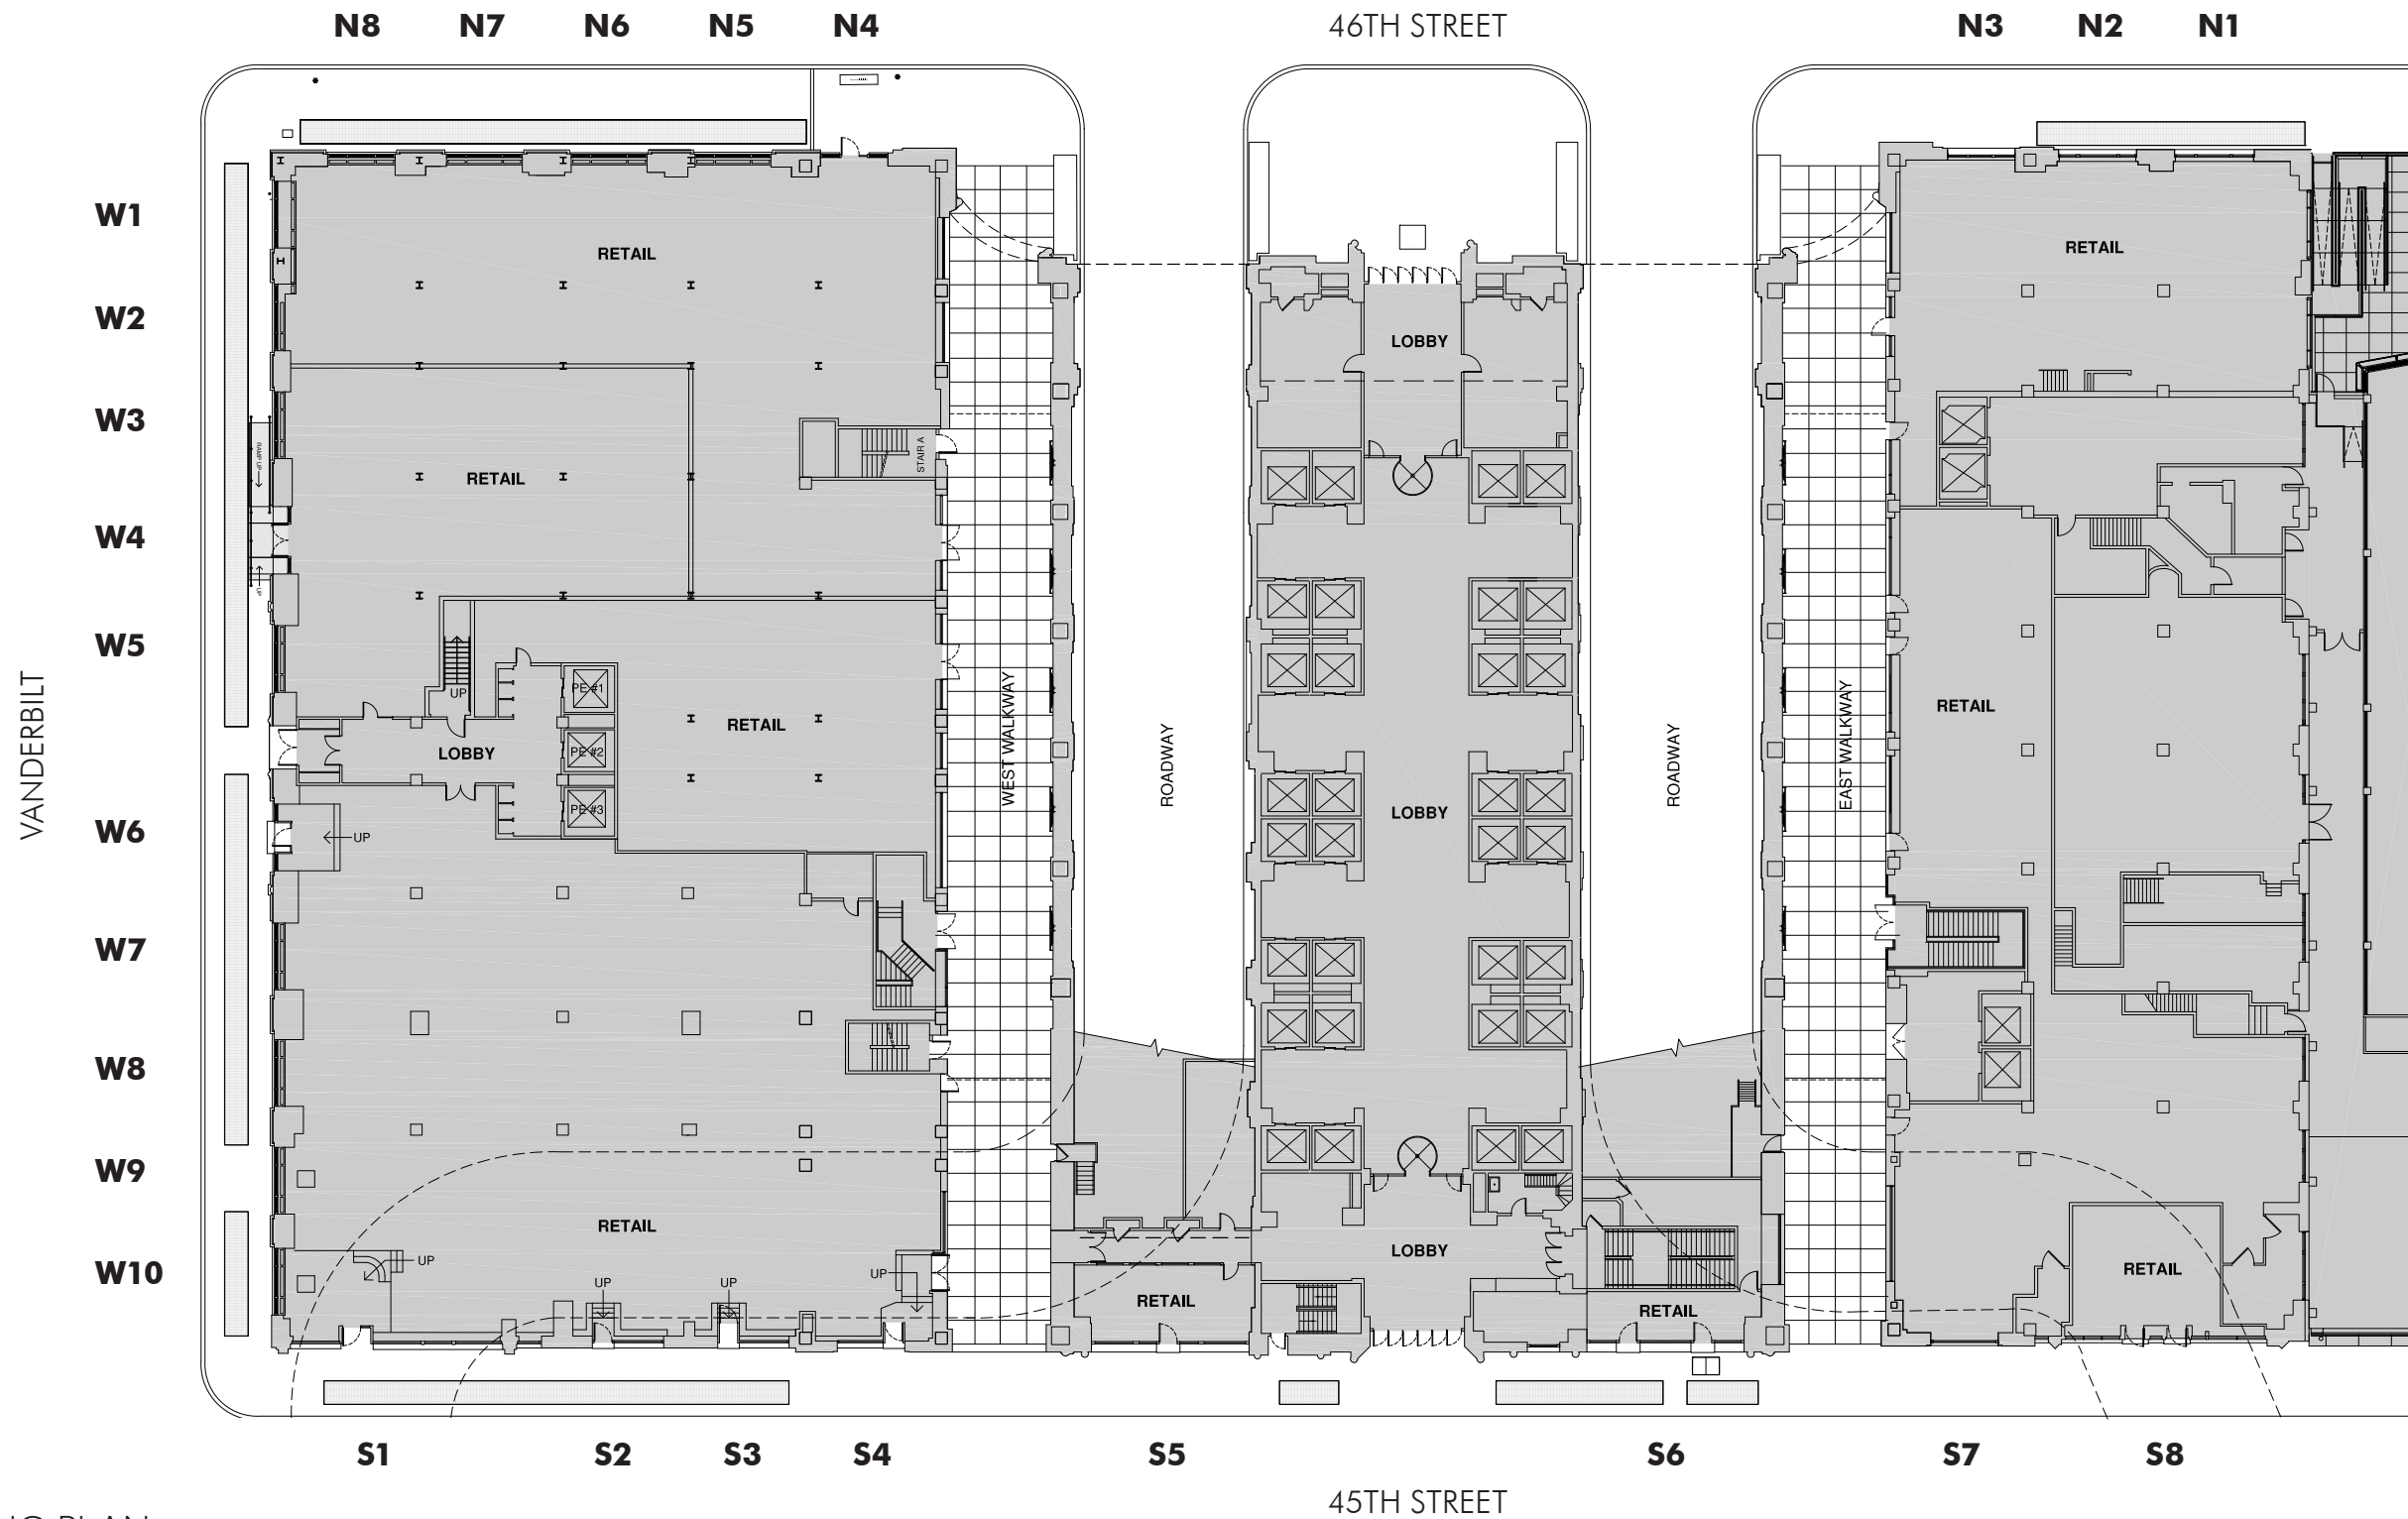 N8 N7 N6 N5 N4 46TH STREET N3 N2 N1
W1
RETAIL
RETAIL
W2
LOBBY
W3
STAIR A
RAMP UP
RETAIL
W4
UP
W5
UP
PE #1
WEST WALKWAY
EAST WALKWAY
RETAIL
RETAIL
VANDERBILT
ROADWAY
ROADWAY
LOBBY
PE #2
PE #3
LOBBY
W6
UP
W7
W8
W9
RETAIL
LOBBY
W10
UP
UP
UP
UP
RETAIL
RETAIL
RETAIL
S1 S2 S3 S4 S5 S6 S7 S8
45TH STREET